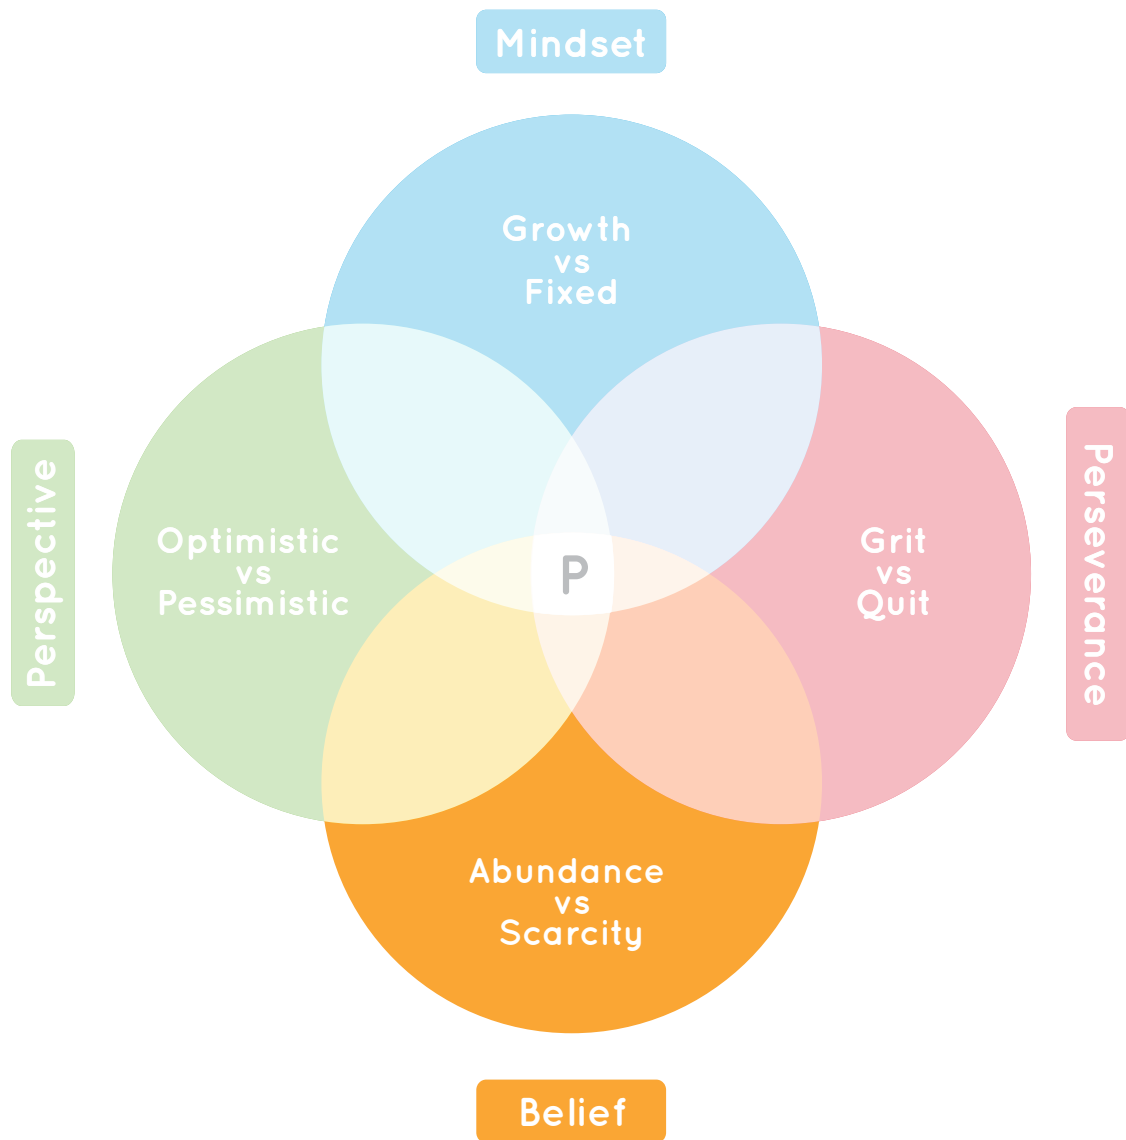 Mindset
Growth
vs
Fixed
Perspective
Optimistic
vs
Pessimistic
P
Grit
vs
Quit
Perseverance
Abundance
vs
Scarcity
Belief